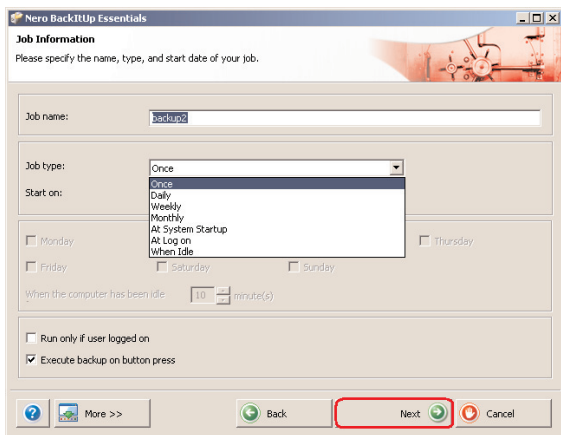 Nero BackItUp Essentials
Job Information
Please specify the name, type, and start date of your job.
Job name: backup2
Job type: Once
Once
Start on:
Daily
Weekly
Monthly
At System Startup
At Log on
When Idle
Monday Thursday
Friday Saturday Sunday
When the computer has been idle 10 minute(s)
Run only if user logged on
Execute backup on button press
More >> Back Next Cancel